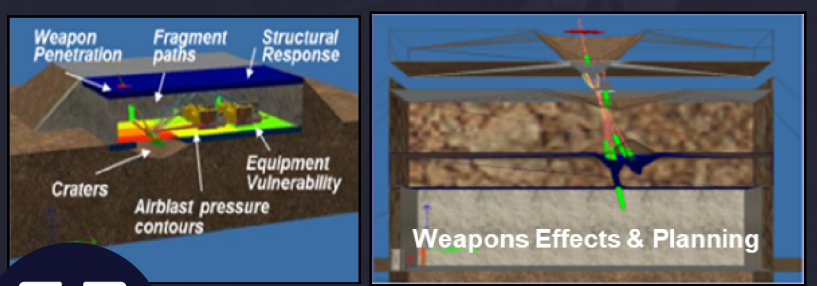 Weapon
Penetration
Fragment
paths
Structural
Response
Craters
Airblast pressure
contours
Equipment
Vulnerability
Weapons Effects & Planning